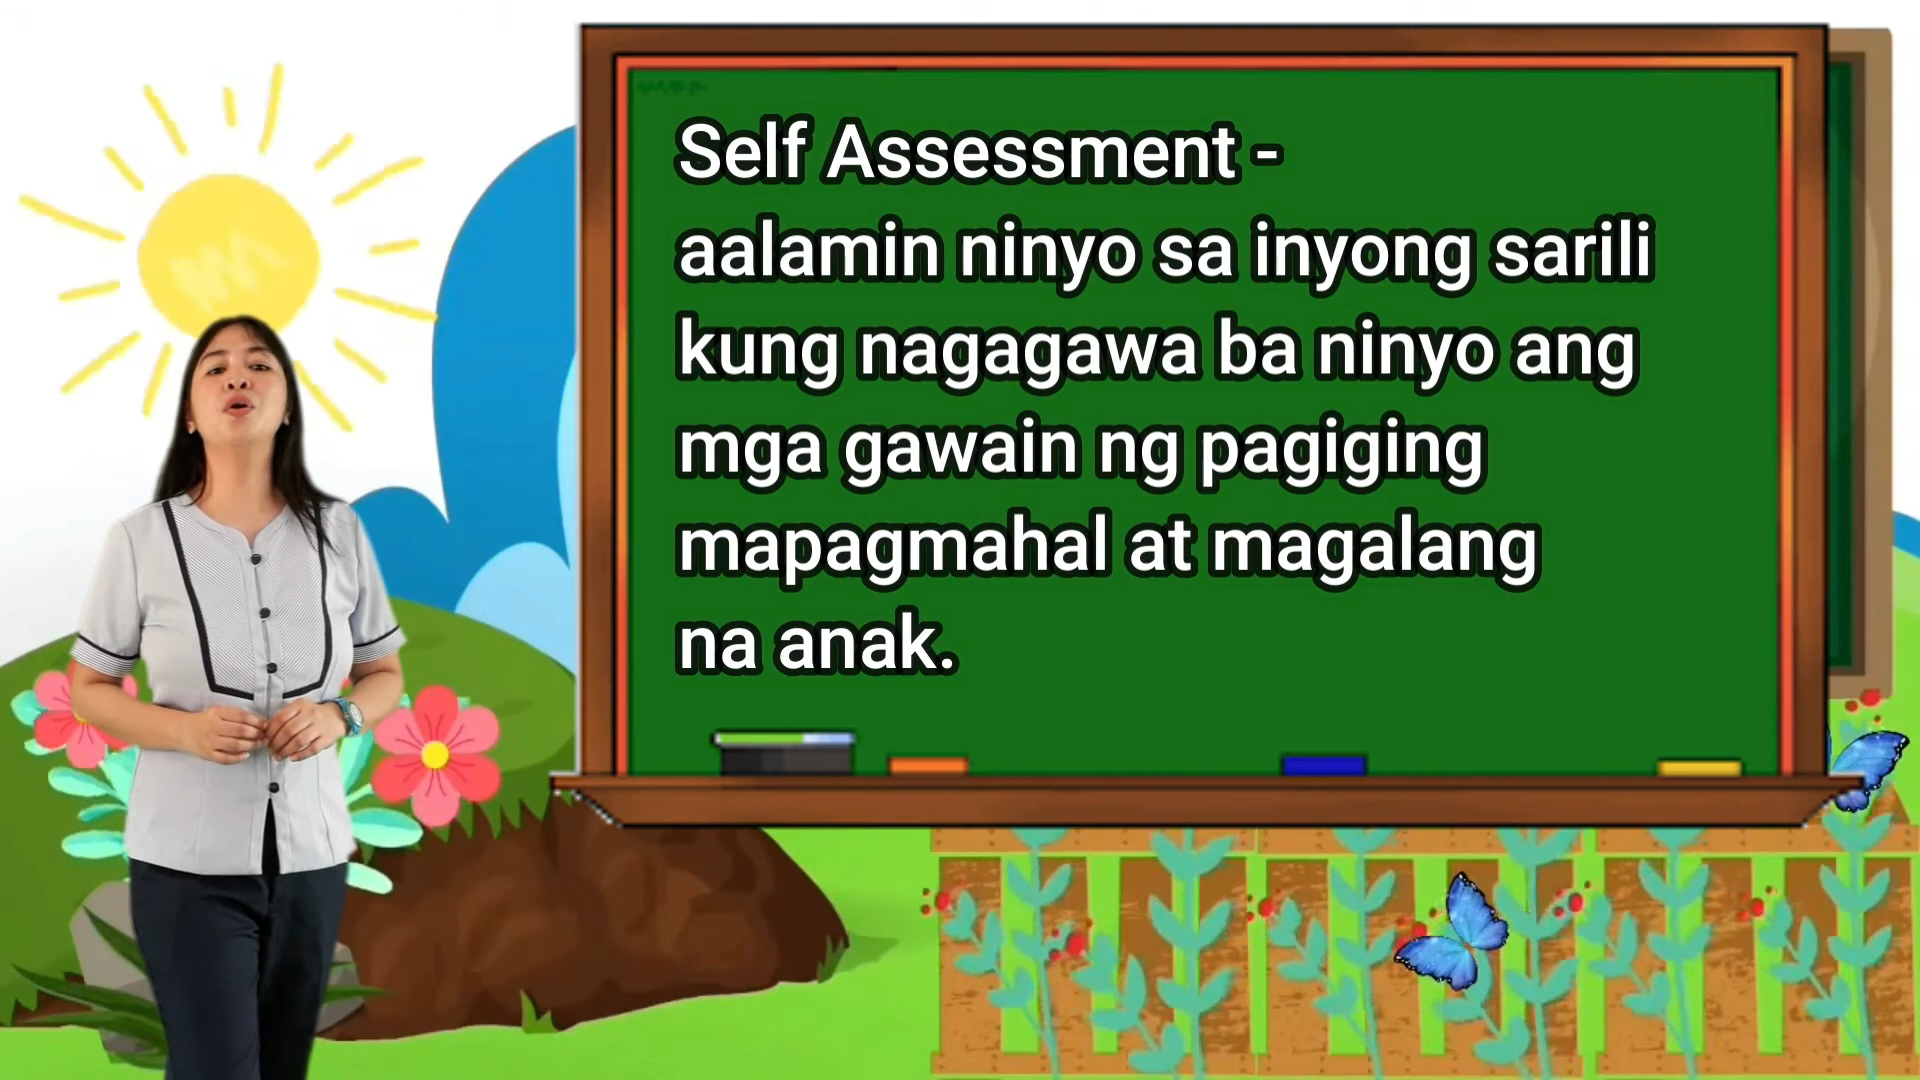 Self Assessment -
aalamin ninyo sa inyong sarili
kung nagagawa ba ninyo ang
mga gawain ng pagiging
mapagmahal at magalang
na anak.